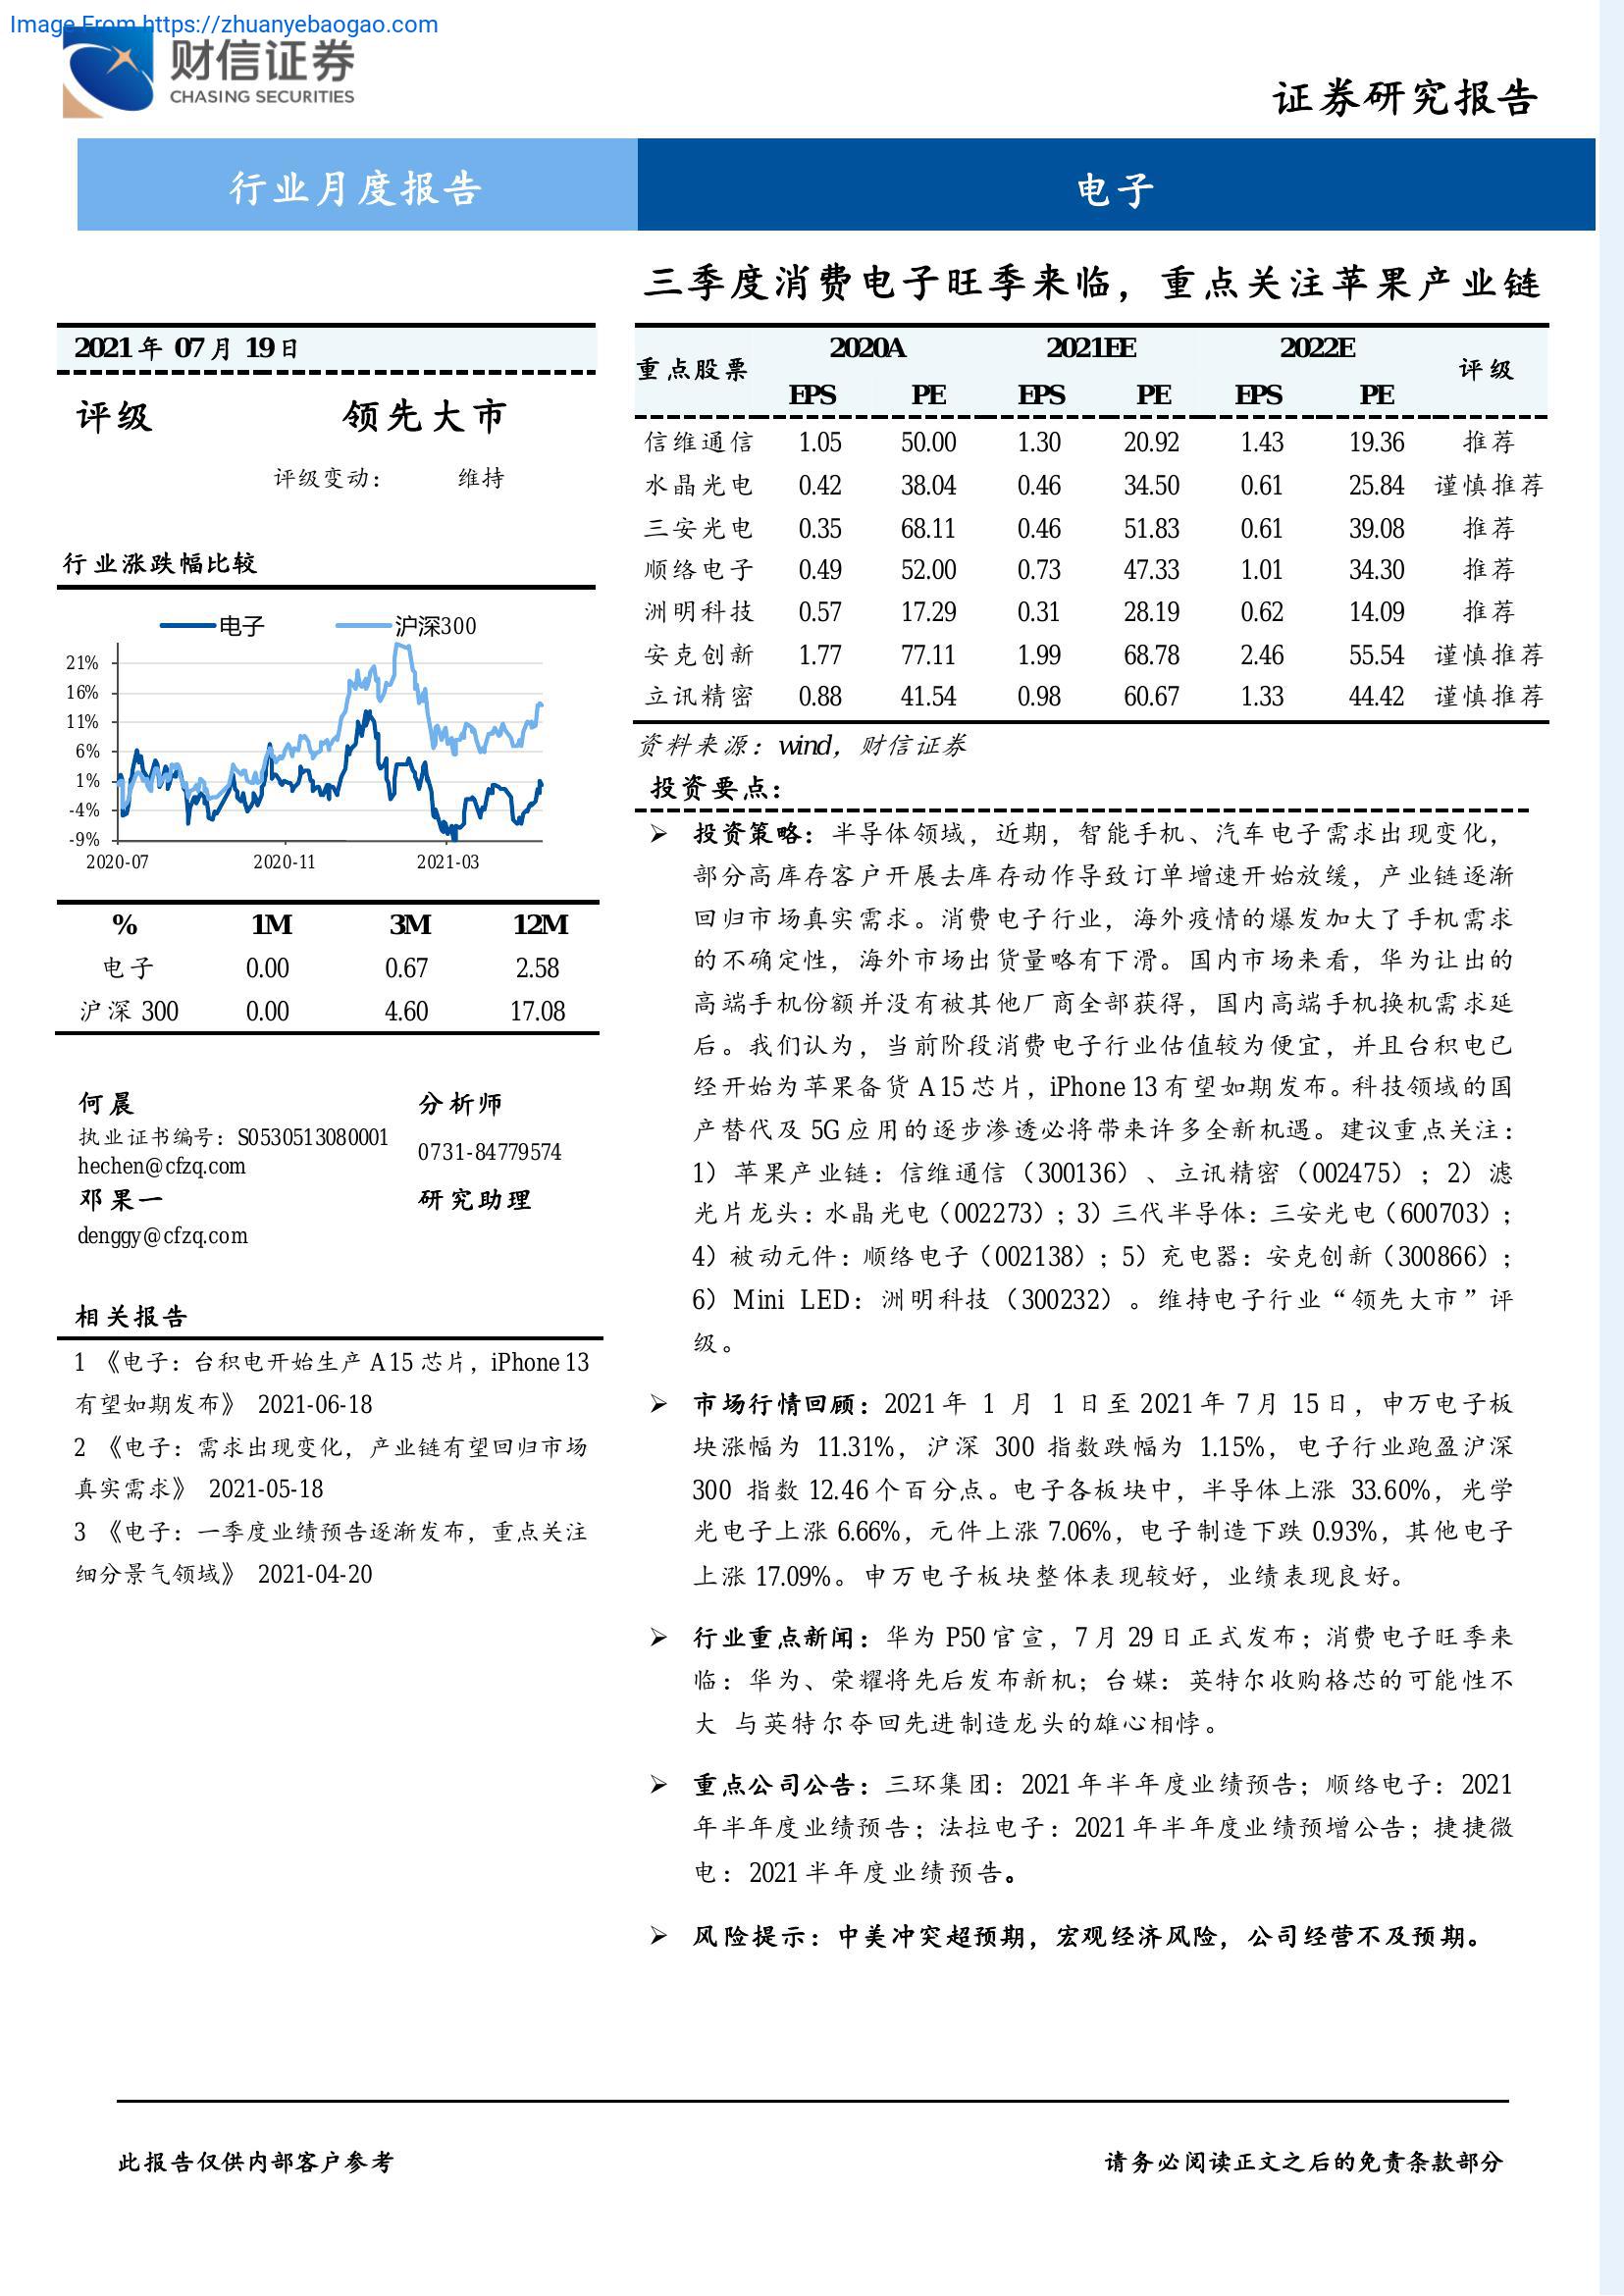 Image From https://zhuanyebaogao.com
财信证券
CHASING SECURITIES
证券研究报告
行业月度报告
电子
三季度消费电子旺季来临，重点关注苹果产业链
2021年 07月 19日
评级 领先大市
评级变动： 维持
行业涨跌幅比较
电子 沪深300
21%
16%
11%
6%
1%
-4%
-9%
2020-07 2020-11 2021-03
% 1M 3M 12M
电子 0.00 0.67 2.58
沪深 300 0.00 4.60 17.08
何晨 分析师
执业证书编号：S0530513080001
0731-84779574
hechen@cfzq.com
邓果一 研究助理
denggy@cfzq.com
相关报告
1 《电子：台积电开始生产 A15 芯片，iPhone 13
有望如期发布》 2021-06-18
2 《电子：需求出现变化，产业链有望回归市场
真实需求》 2021-05-18
3 《电子：一季度业绩预告逐渐发布，重点关注
细分景气领域》 2021-04-20
重点股票 2020A 2021EE 2022E 评级
EPS PE EPS PE EPS PE
信维通信 1.05 50.00 1.30 20.92 1.43 19.36 推荐
水晶光电 0.42 38.04 0.46 34.50 0.61 25.84 谨慎推荐
三安光电 0.35 68.11 0.46 51.83 0.61 39.08 推荐
顺络电子 0.49 52.00 0.73 47.33 1.01 34.30 推荐
洲明科技 0.57 17.29 0.31 28.19 0.62 14.09 推荐
安克创新 1.77 77.11 1.99 68.78 2.46 55.54 谨慎推荐
立讯精密 0.88 41.54 0.98 60.67 1.33 44.42 谨慎推荐
资料来源：wind，财信证券
投资要点：
➢ 投资策略：半导体领域，近期，智能手机、汽车电子需求出现变化，
部分高库存客户开展去库存动作导致订单增速开始放缓，产业链逐渐
回归市场真实需求。消费电子行业，海外疫情的爆发加大了手机需求
的不确定性，海外市场出货量略有下滑。国内市场来看，华为让出的
高端手机份额并没有被其他厂商全部获得，国内高端手机换机需求延
后。我们认为，当前阶段消费电子行业估值较为便宜，并且台积电已
经开始为苹果备货 A15 芯片，iPhone 13 有望如期发布。科技领域的国
产替代及 5G 应用的逐步渗透必将带来许多全新机遇。建议重点关注：
1）苹果产业链：信维通信（300136）、立讯精密（002475）；2）滤
光片龙头：水晶光电（002273）；3）三代半导体：三安光电（600703）；
4）被动元件：顺络电子（002138）；5）充电器：安克创新（300866）；
6）Mini LED：洲明科技（300232）。维持电子行业“领先大市”评
级。
➢ 市场行情回顾：2021年 1 月 1 日至 2021年 7月 15日，申万电子板
块涨幅为 11.31%，沪深 300 指数跌幅为 1.15%，电子行业跑盈沪深
300 指数 12.46个百分点。电子各板块中，半导体上涨 33.60%，光学
光电子上涨 6.66%，元件上涨 7.06%，电子制造下跌 0.93%，其他电子
上涨 17.09%。申万电子板块整体表现较好，业绩表现良好。
➢ 行业重点新闻：华为 P50官宣，7月 29日正式发布；消费电子旺季来
临：华为、荣耀将先后发布新机；台媒：英特尔收购格芯的可能性不
大 与英特尔夺回先进制造龙头的雄心相悖。
➢ 重点公司公告：三环集团：2021年半年度业绩预告；顺络电子：2021
年半年度业绩预告；法拉电子：2021年半年度业绩预增公告；捷捷微
电：2021半年度业绩预告。
➢ 风险提示：中美冲突超预期，宏观经济风险，公司经营不及预期。
此报告仅供内部客户参考 请务必阅读正文之后的免责条款部分